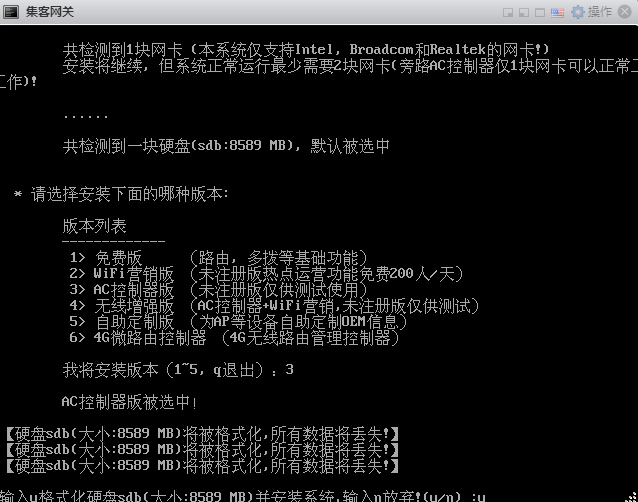 集客网关
操作
共检测到1块网卡 (本系统仅支持Intel, Broadcom和Realtek的网卡!)
安装将继续, 但系统正常运行最少需要2块网卡(旁路AC控制器仅1块网卡可以正常工
工作)!
......
共检测到一块硬盘(sdb:8589 MB), 默认被选中
* 请选择安装下面的哪种版本:
版本列表
-------------
1> 免费版 (路由, 多拨等基础功能)
2> WiFi营销版 (未注册版热点运营功能免费200人/天)
3> AC控制器版 (未注册版仅供测试使用)
4> 无线增强版 (AC控制器+WiFi营销,未注册版仅供测试)
5> 自助定制版 (为AP等设备自助定制OEM信息)
6> 4G微路由控制器 (4G无线路由管理控制器)
我将安装版本 (1~5, q退出) : 3
AC控制器版被选中!
【硬盘sdb(大小:8589 MB)将被格式化,所有数据将丢失!】
【硬盘sdb(大小:8589 MB)将被格式化,所有数据将丢失!】
【硬盘sdb(大小:8589 MB)将被格式化,所有数据将丢失!】
输入y格式化硬盘sdb(大小:8589 MB)并安装系统,输入n放弃!(y/n) :y